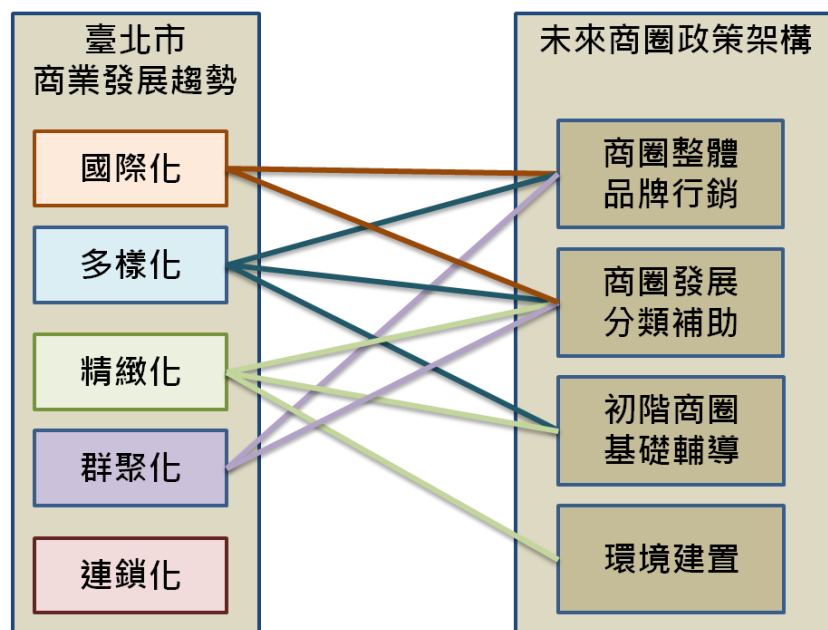 臺北市
商業發展趨勢
國際化
多樣化
精緻化
群聚化
連鎖化
未來商圈政策架構
商圈整體
品牌行銷
商圈發展
分類補助
初階商圈
基礎輔導
環境建置